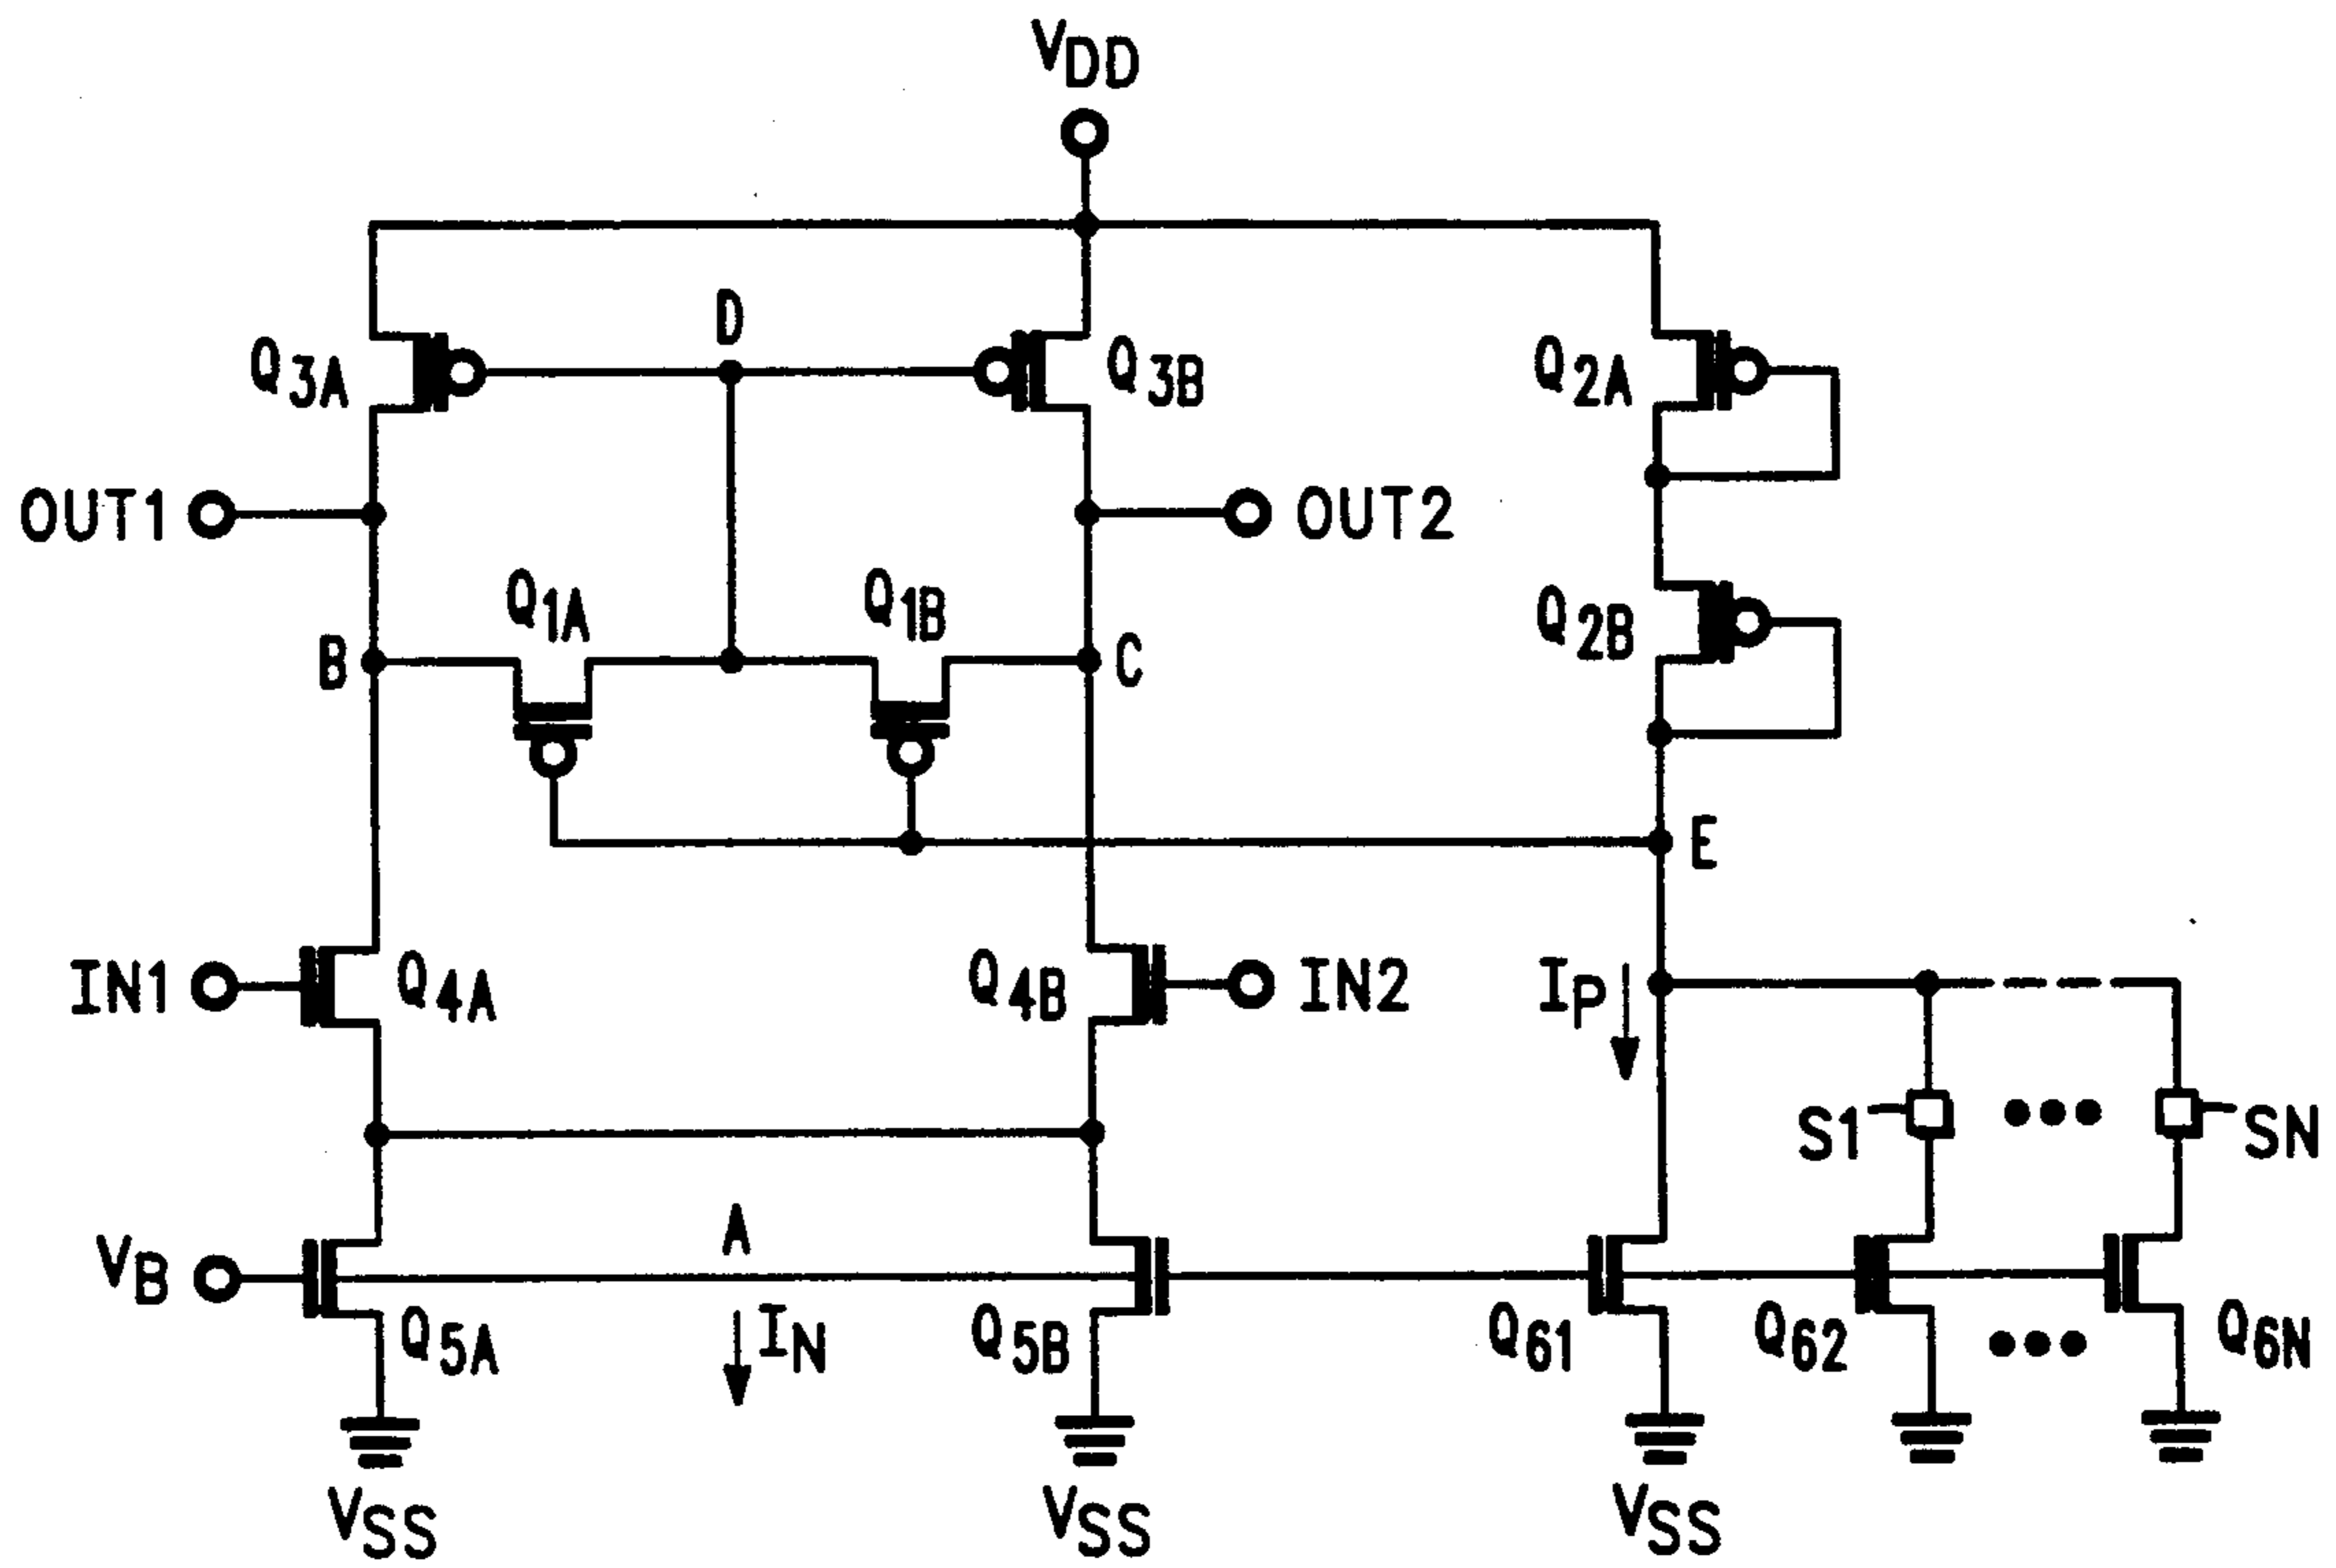 VDD
D
Q3A
Q3B
Q2A
OUT1
OUT2
Q1A
Q1B
Q2B
B
C
E
IN1
Q4A
Q4B
IN2
IP
S1
SN
A
VB
IN
Q5A
Q5B
Q61
Q62
Q6N
VSS
VSS
VSS